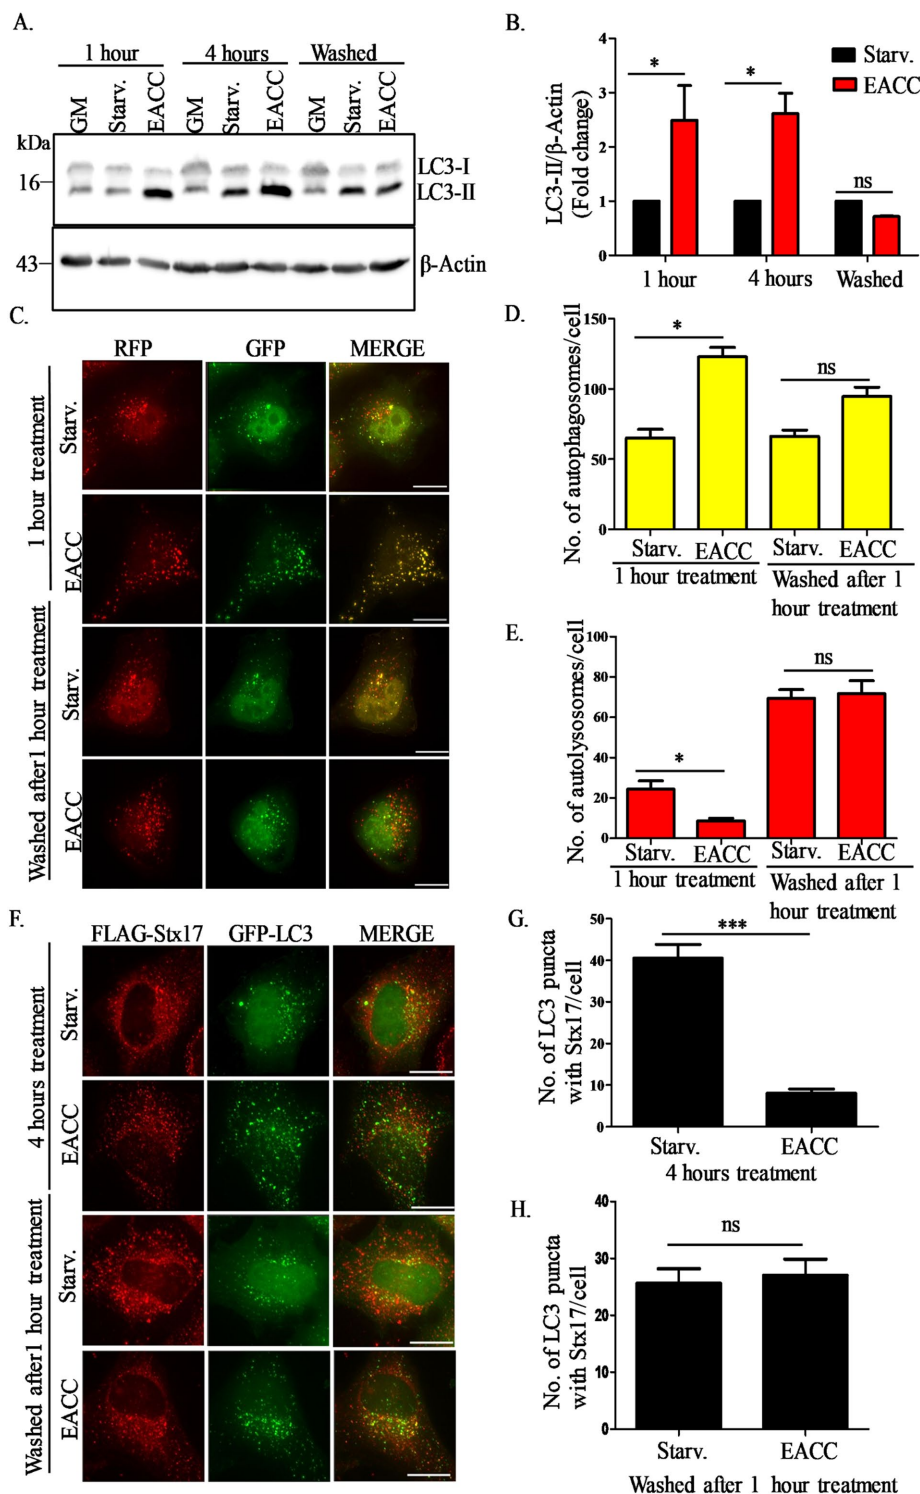 A.
1 hour
4 hours
Washed
GM
Starv.
EACC
GM
Starv.
EACC
GM
Starv.
EACC
kDa
16
LC3-I
LC3-II
43
β-Actin
B.
4
3
2
1
0
LC3-II/β-Actin
(Fold change)
*
*
ns
Starv.
EACC
1 hour
4 hours
Washed
C.
RFP
GFP
MERGE
1 hour treatment
Starv.
EACC
Washed after1 hour treatment
Starv.
EACC
D.
150
100
50
0
No. of autophagosomes/cell
*
ns
Starv.
EACC
Starv.
EACC
1 hour treatment
Washed after 1
hour treatment
E.
100
80
60
40
20
0
No. of autolysosomes/cell
*
ns
Starv.
EACC
Starv.
EACC
1 hour treatment
Washed after 1
hour treatment
F.
FLAG-Stx17
GFP-LC3
MERGE
4 hours treatment
Starv.
EACC
Washed after1 hour treatment
Starv.
EACC
G.
50
40
30
20
10
0
No. of LC3 puncta
with Stx17/cell
***
Starv.
EACC
4 hours treatment
H.
40
30
20
10
0
No. of LC3 puncta
with Stx17/cell
ns
Starv.
EACC
Washed after 1 hour treatment